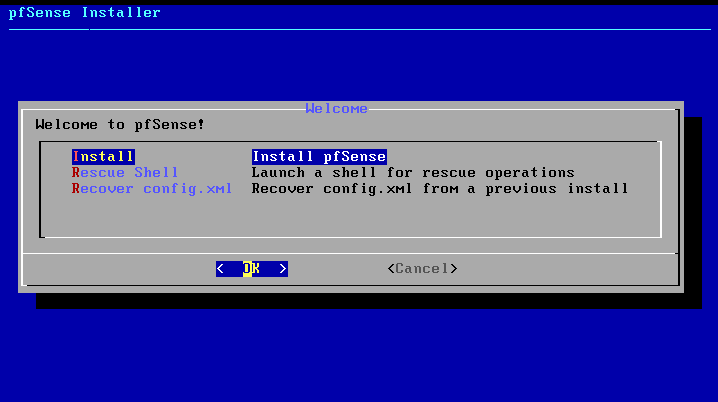 pfSense Installer
Welcome
Welcome to pfSense!
Install Install pfSense
Rescue Shell Launch a shell for rescue operations
Recover config.xml Recover config.xml from a previous install
< OK > <Cancel>